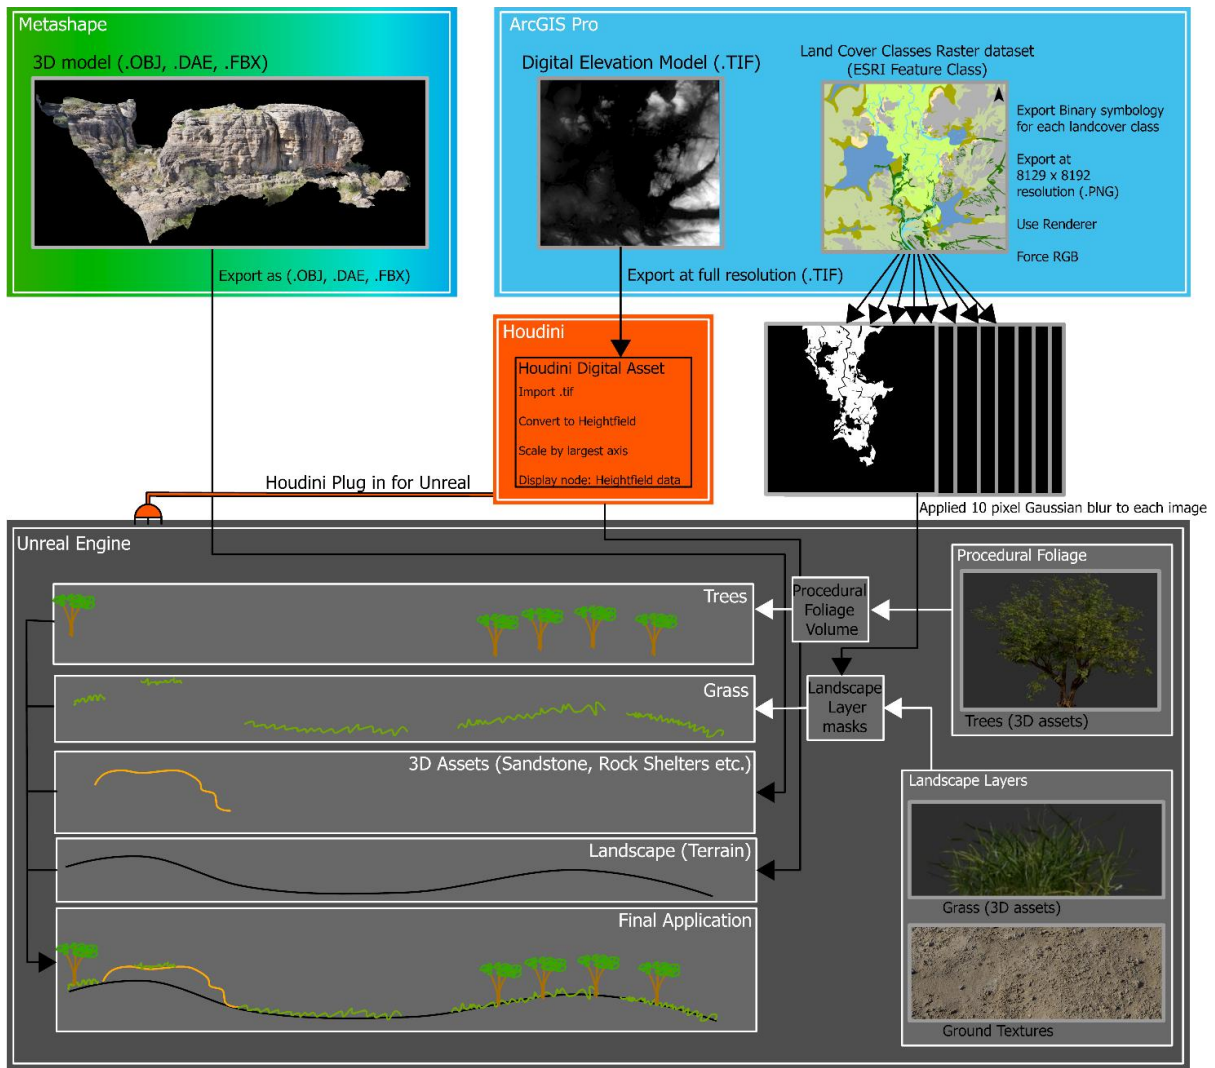 Metashape
3D model (.OBJ, .DAE, .FBX)
Export as (.OBJ, .DAE, .FBX)
ArcGIS Pro
Digital Elevation Model (.TIF)
Export at full resolution (.TIF)
Land Cover Classes Raster dataset
(ESRI Feature Class)
Export Binary symbology
for each landcover class
Export at
8129 x 8192
resolution (.PNG)
Use Renderer
Force RGB
Houdini
Houdini Digital Asset
Import .tif
Convert to Heightfield
Scale by largest axis
Display node: Heightfield data
Houdini Plug in for Unreal
Applied 10 pixel Gaussian blur to each image
Unreal Engine
Trees
Grass
3D Assets (Sandstone, Rock Shelters etc.)
Landscape (Terrain)
Final Application
Procedural
Foliage
Volume
Landscape
Layer
masks
Procedural Foliage
Trees (3D assets)
Landscape Layers
Grass (3D assets)
Ground Textures